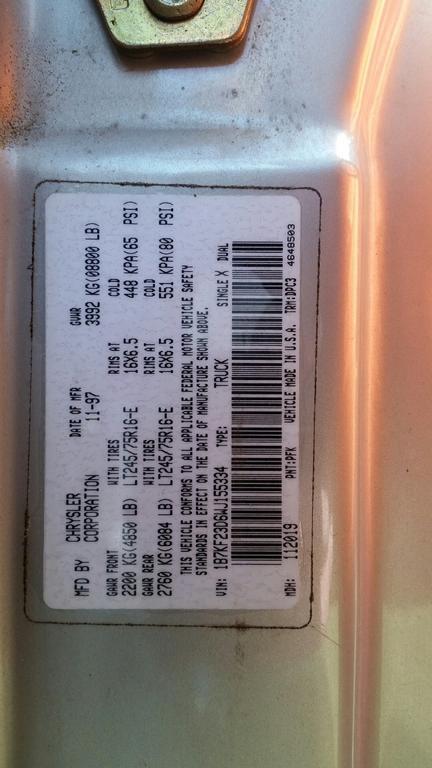 MFD BY CHRYSLER CORPORATION DATE OF MFR 11-97 GVWR 3992 KG(08800 LB)
GAWR FRONT WITH TIRES RIMS AT COLD
2200 KG(4850 LB) LT245/75R16-E 16X6.5 448 KPA(65 PSI)
GAWR REAR WITH TIRES RIMS AT COLD
2760 KG(6084 LB) LT245/75R16-E 16X6.5 551 KPA(80 PSI)
THIS VEHICLE CONFORMS TO ALL APPLICABLE FEDERAL MOTOR VEHICLE SAFETY
STANDARDS IN EFFECT ON THE DATE OF MANUFACTURE SHOWN ABOVE.
VIN: 1B7KF23D6WJ155334 TYPE: TRUCK SINGLE X DUAL
MDH: 112019 PNT:PFX VEHICLE MADE IN U.S.A. TRM:DPC3 4648503